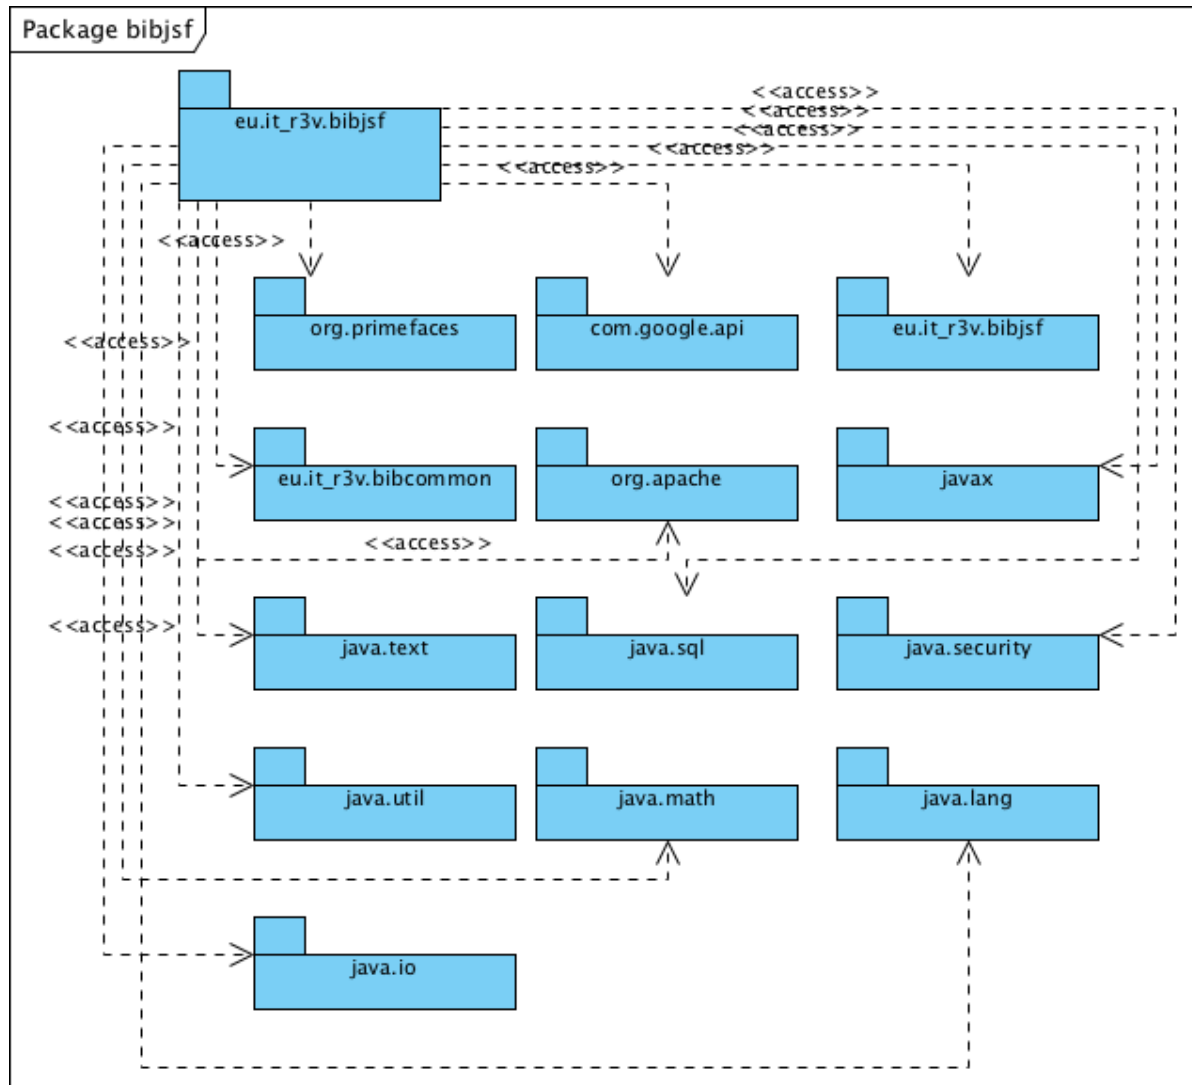 Package bibjsf
<<access>>
<<access>>
eu.it_r3v.bibjsf
<<access>>
<<access>>
<<access>>
<<access>>
org.primefaces
com.google.api
eu.it_r3v.bibjsf
<<access>>
<<access>>
eu.it_r3v.bibcommon
org.apache
javax
<<access>>
<<access>>
<<access>>
<<access>>
<<access>>
java.text
java.sql
java.security
java.util
java.math
java.lang
java.io